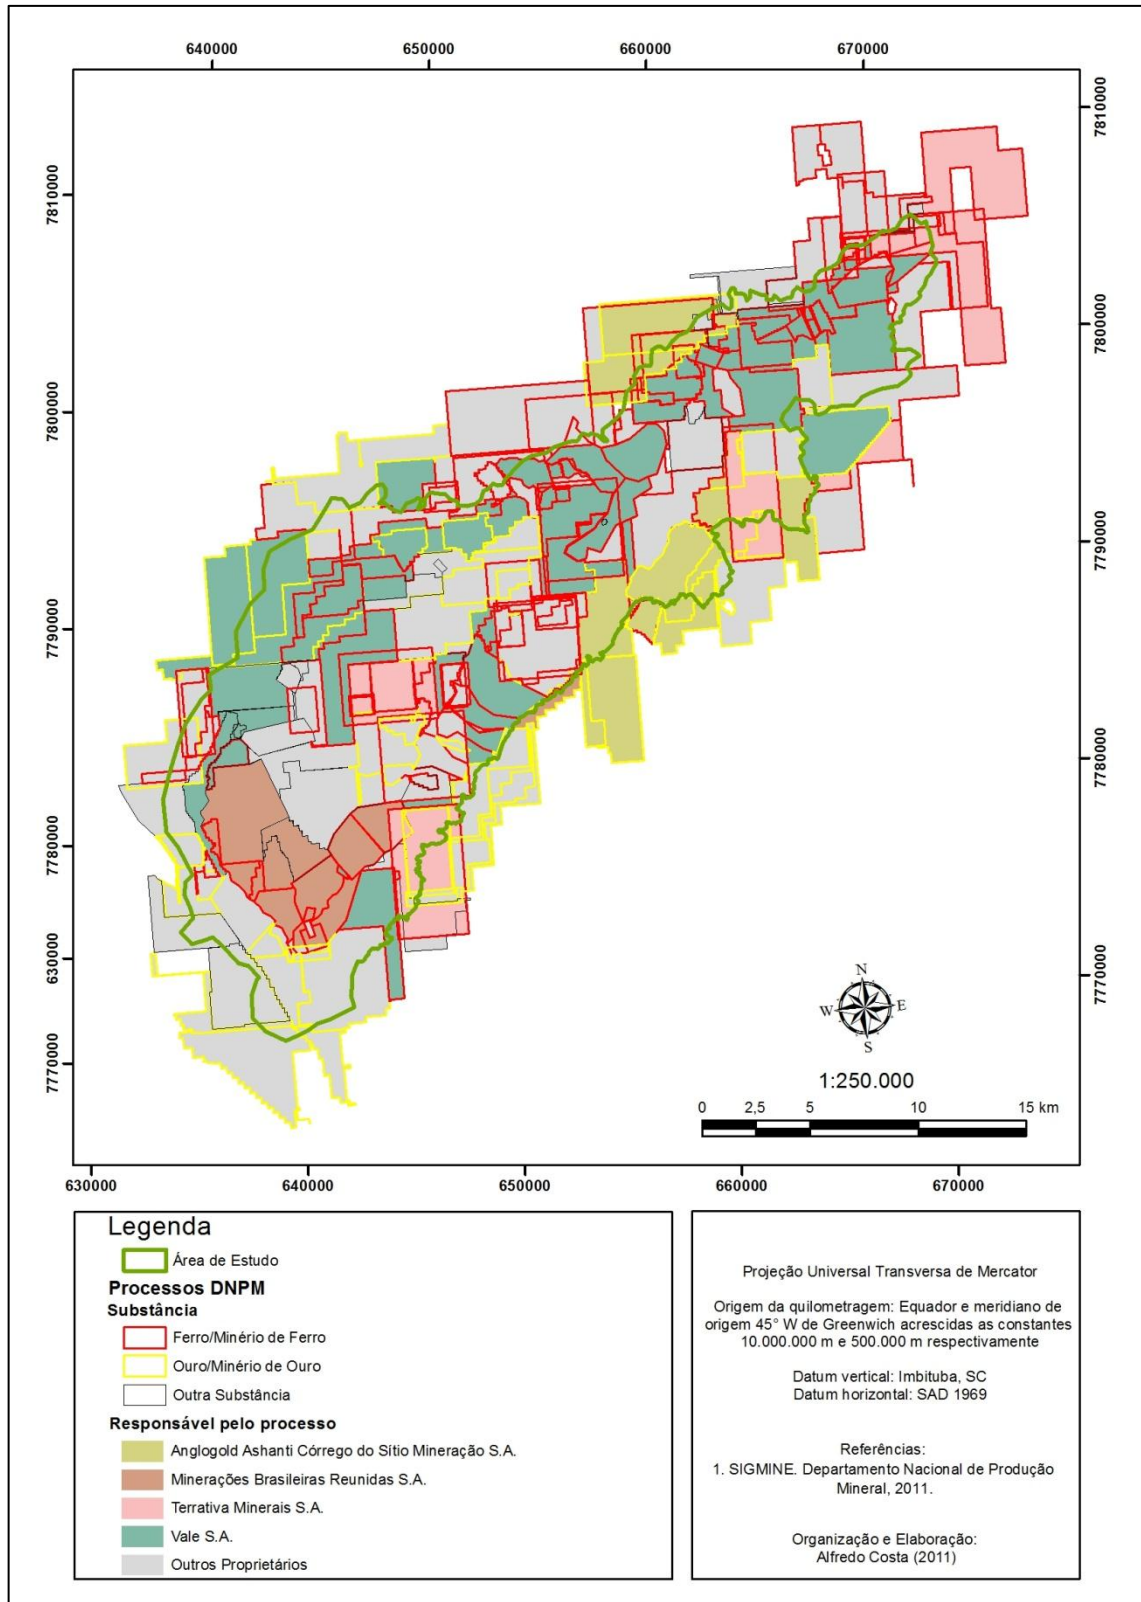 640000 650000 660000 670000
7810000
7810000
7800000
7800000
7790000
7790000
7780000
7780000
630000
7770000
7770000
N
W E
S
1:250.000
0 2,5 5 10 15 km
630000 640000 650000 660000 670000
Legenda
Área de Estudo
Processos DNPM
Substância
Ferro/Minério de Ferro
Ouro/Minério de Ouro
Outra Substância
Responsável pelo processo
Anglogold Ashanti Córrego do Sítio Mineração S.A.
Minerações Brasileiras Reunidas S.A.
Terrativa Minerais S.A.
Vale S.A.
Outros Proprietários
Projeção Universal Transversa de Mercator
Origem da quilometragem: Equador e meridiano de
origem 45° W de Greenwich acrescidas as constantes
10.000.000 m e 500.000 m respectivamente
Datum vertical: Imbituba, SC
Datum horizontal: SAD 1969
Referências:
1. SIGMINE. Departamento Nacional de Produção
Mineral, 2011.
Organização e Elaboração:
Alfredo Costa (2011)